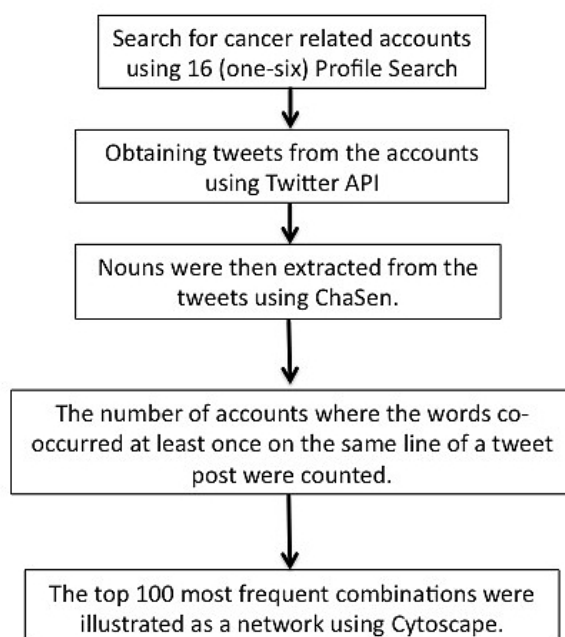 Search for cancer related accounts
using 16 (one-six) Profile Search
Obtaining tweets from the accounts
using Twitter API
Nouns were then extracted from the
tweets using ChaSen.
The number of accounts where the words co-
occurred at least once on the same line of a tweet
post were counted.
The top 100 most frequent combinations were
illustrated as a network using Cytoscape.